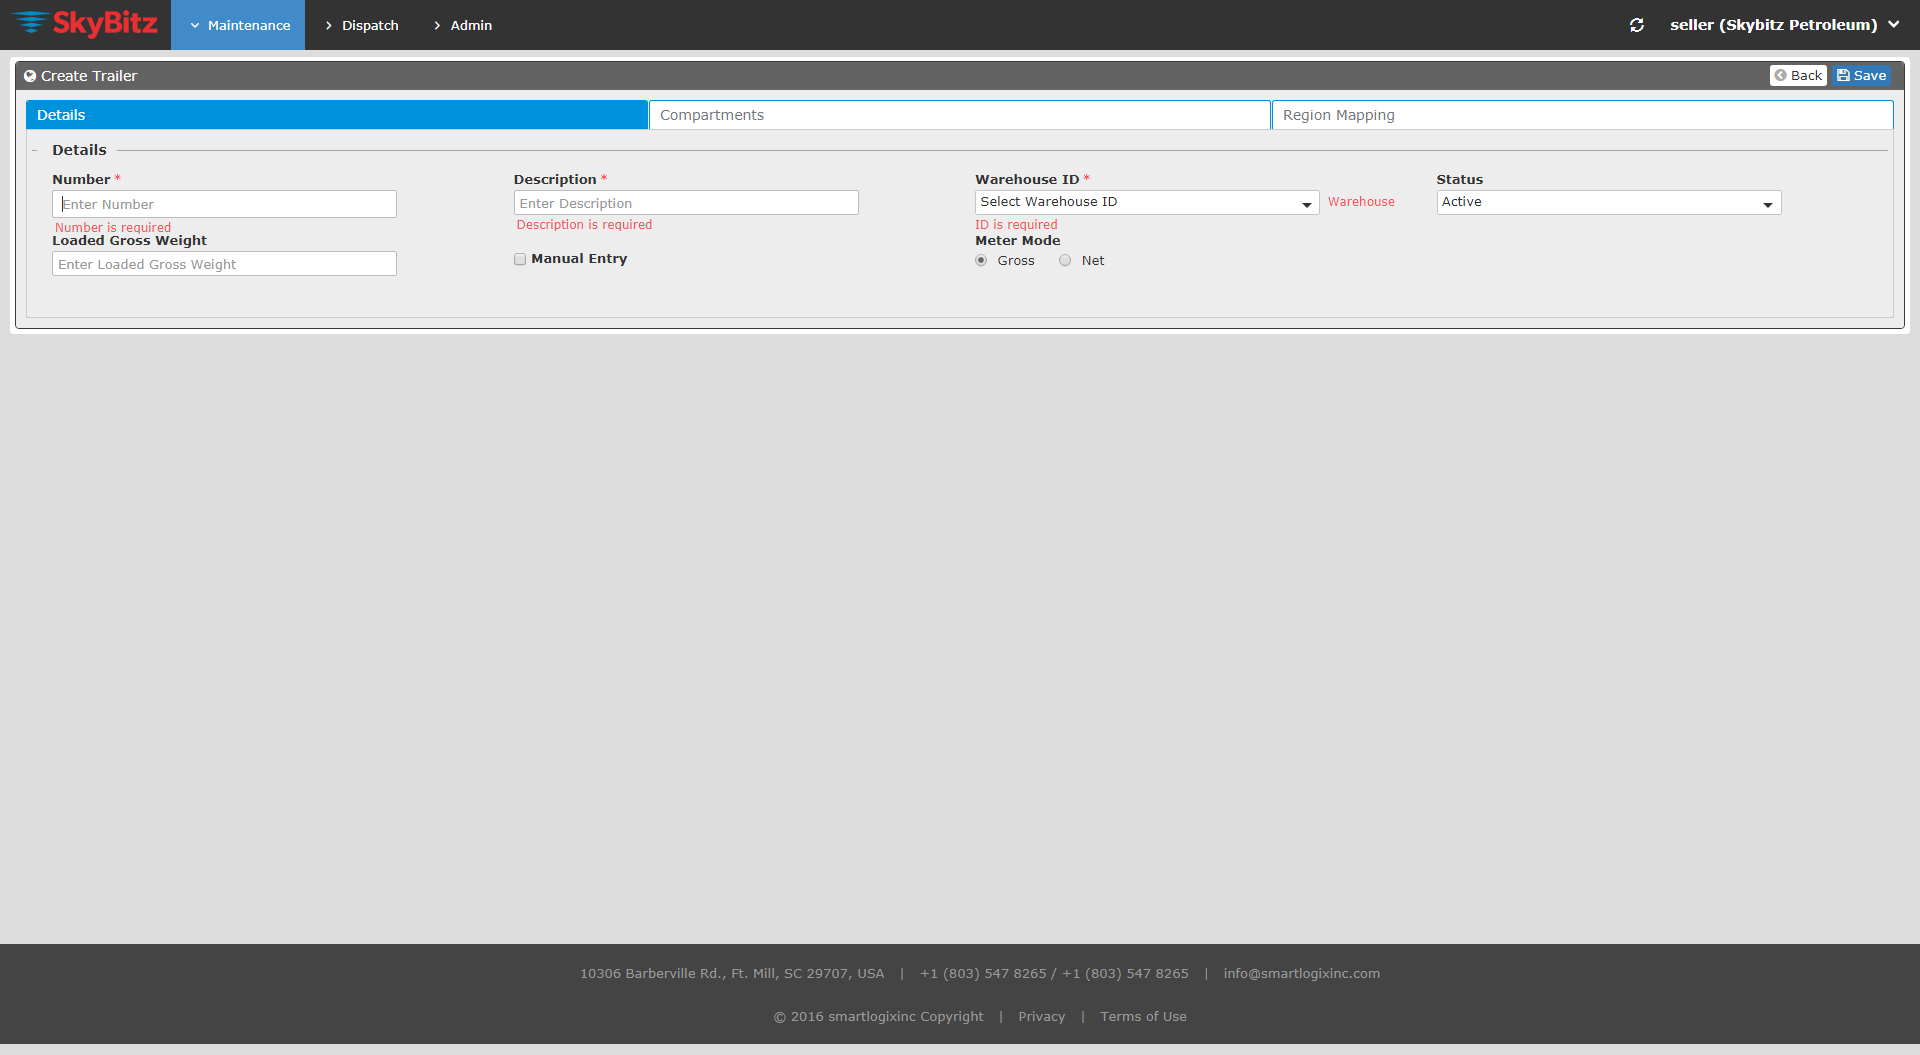 SkyBitz Maintenance Dispatch Admin seller (Skybitz Petroleum)
Create Trailer Back Save
Details Compartments Region Mapping
- Details
Number * Description * Warehouse ID * Status
Enter Number Enter Description Select Warehouse ID Warehouse Active
Number is required Description is required ID is required
Loaded Gross Weight Meter Mode
Enter Loaded Gross Weight Manual Entry Gross Net
10306 Barberville Rd., Ft. Mill, SC 29707, USA | +1 (803) 547 8265 / +1 (803) 547 8265 | info@smartlogixinc.com
© 2016 smartlogixinc Copyright | Privacy | Terms of Use